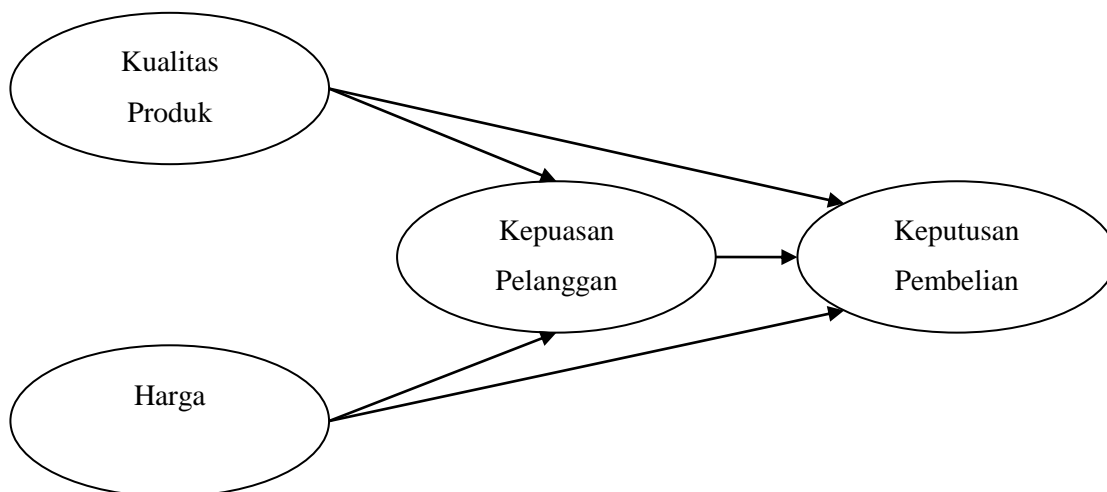 Kualitas
Produk
Kepuasan
Pelanggan
Keputusan
Pembelian
Harga